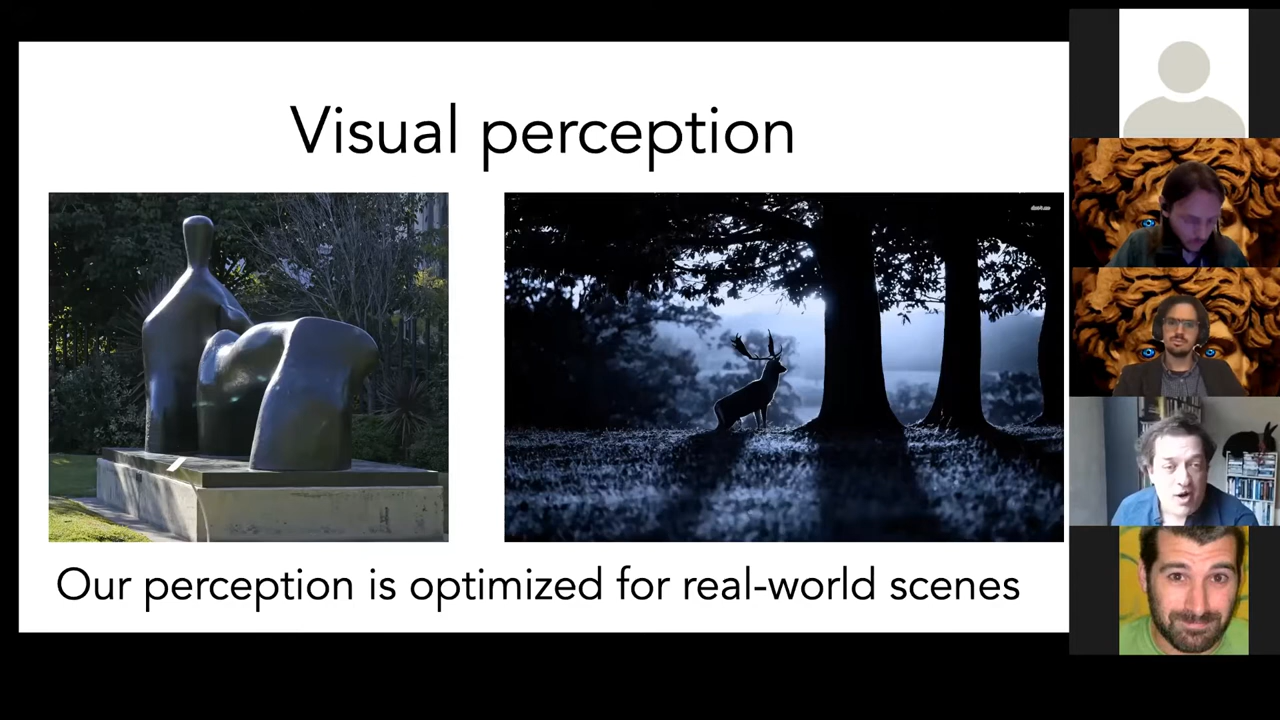 Visual perception
Our perception is optimized for real-world scenes